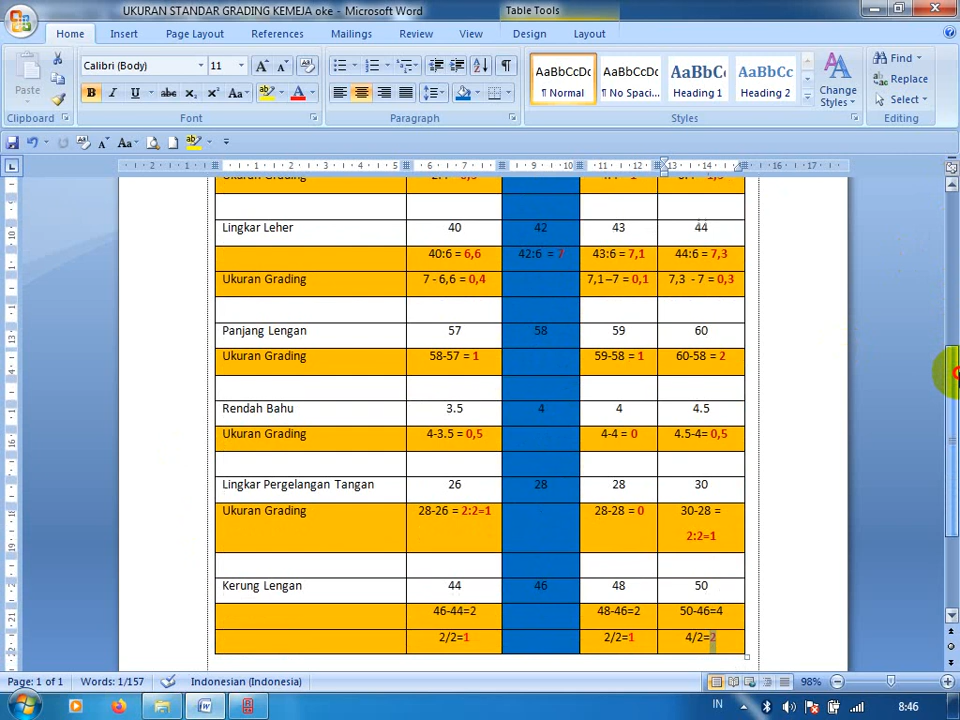 UKURAN STANDAR GRADING KEMEJA oke - Microsoft Word
Table Tools
Home Insert Page Layout References Mailings Review View Design Layout
Calibri (Body) 11
AaBbCcDc AaBbCcDc AaBbC AaBbCc
¶ Normal ¶ No Spaci... Heading 1 Heading 2
Paste
Change Styles
Find
Replace
Select
Clipboard Font Paragraph Styles Editing
Ukuran Grading
Lingkar Leher 40 42 43 44
40:6 = 6,6 42:6 = 7 43:6 = 7,1 44:6 = 7,3
Ukuran Grading 7 - 6,6 = 0,4 7,1–7 = 0,1 7,3 - 7 = 0,3
Panjang Lengan 57 58 59 60
Ukuran Grading 58-57 = 1 59-58 = 1 60-58 = 2
Rendah Bahu 3.5 4 4 4.5
Ukuran Grading 4-3.5 = 0,5 4-4 = 0 4.5-4= 0,5
Lingkar Pergelangan Tangan 26 28 28 30
Ukuran Grading 28-26 = 2:2=1 28-28 = 0 30-28 =
2:2=1
Kerung Lengan 44 46 48 50
46-44=2 48-46=2 50-46=4
2/2=1 2/2=1 4/2=2
Page: 1 of 1 Words: 1/157 Indonesian (Indonesia) 98%
IN 8:46